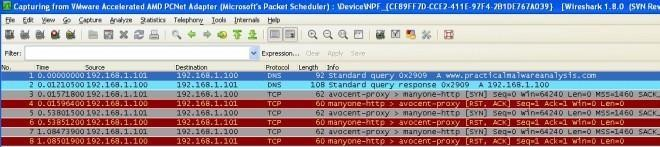 Capturing from VMware Accelerated AMD PCNet Adapter (Microsoft's Packet Scheduler) : \Device\NPF_{CE89FF7D-CCE2-411E-97F4-2B1DE767A039} [Wireshark 1.8.0 (SVN Rev
File Edit View Go Capture Analyze Statistics Telephony Tools Internals Help
Filter: Expression... Clear Apply Save
No. Time Source Destination Protocol Length Info
1 0.00000000 192.168.1.101 192.168.1.100 DNS 92 Standard query 0x2909 A www.practicalmalwareanalysis.com
2 0.01210500 192.168.1.100 192.168.1.101 DNS 108 Standard query response 0x2909 A 192.168.1.100
3 0.01571800 192.168.1.101 192.168.1.100 TCP 62 avocent-proxy > manyone-http [SYN] Seq=0 Win=64240 Len=0 MSS=1460 SACK_
4 0.01596400 192.168.1.100 192.168.1.101 TCP 60 manyone-http > avocent-proxy [RST, ACK] Seq=1 Ack=1 Win=0 Len=0
5 0.53801500 192.168.1.101 192.168.1.100 TCP 62 avocent-proxy > manyone-http [SYN] Seq=0 Win=64240 Len=0 MSS=1460 SACK_
6 0.53851200 192.168.1.100 192.168.1.101 TCP 60 manyone-http > avocent-proxy [RST, ACK] Seq=1 Ack=1 Win=0 Len=0
7 1.08473900 192.168.1.101 192.168.1.100 TCP 62 avocent-proxy > manyone-http [SYN] Seq=0 Win=64240 Len=0 MSS=1460 SACK_
8 1.08501900 192.168.1.100 192.168.1.101 TCP 60 manyone-http > avocent-proxy [RST, ACK] Seq=1 Ack=1 Win=0 Len=0